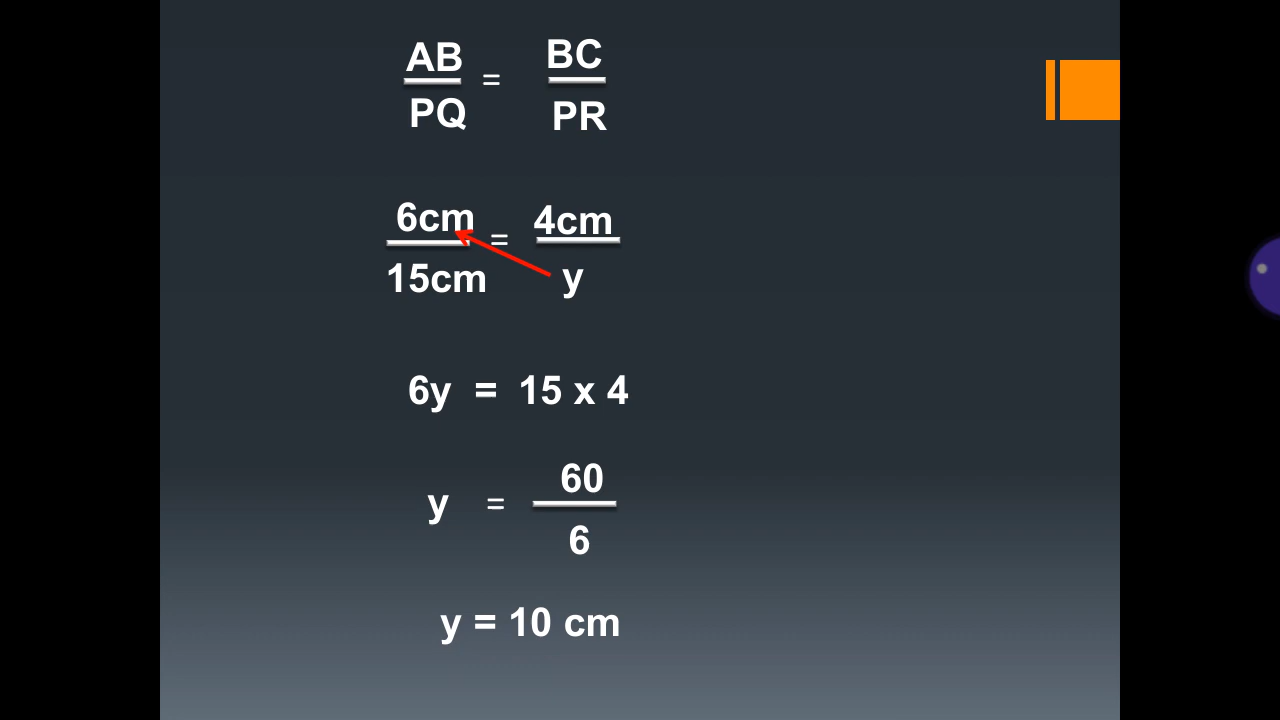 AB = BC
PQ PR
6cm = 4cm
15cm y
6y = 15 x 4
60
y =
6
y = 10 cm